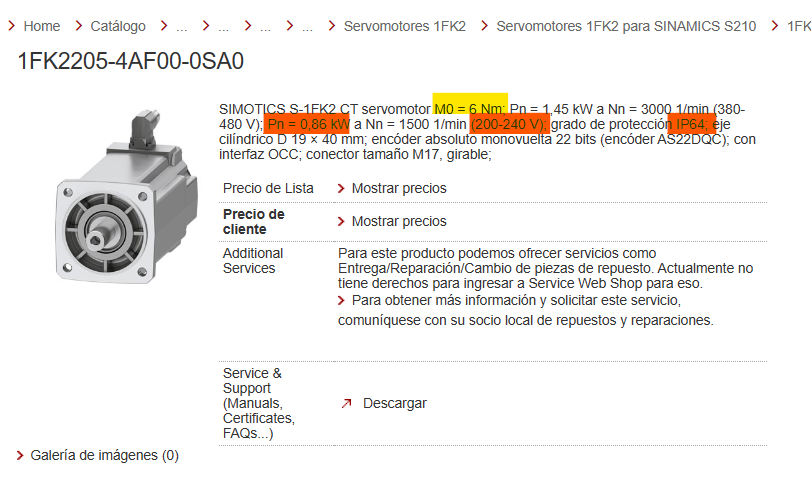 Home > Catálogo > ... > ... > ... > ... > Servomotores 1FK2 > Servomotores 1FK2 para SINAMICS S210 > 1FK
1FK2205-4AF00-0SA0
SIMOTICS S-1FK2 CT servomotor M0 = 6 Nm; Pn = 1,45 kW a Nn = 3000 1/min (380-
480 V); Pn = 0,86 kW a Nn = 1500 1/min (200-240 V); grado de protección IP64; eje
cilíndrico D 19 × 40 mm; encóder absoluto monovuelta 22 bits (encóder AS22DQC); con
interfaz OCC; conector tamaño M17, girable;
Precio de Lista > Mostrar precios
Precio de
cliente
> Mostrar precios
Additional
Services
Para este producto podemos ofrecer servicios como
Entrega/Reparación/Cambio de piezas de repuesto. Actualmente no
tiene derechos para ingresar a Service Web Shop para eso.
> Para obtener más información y solicitar este servicio,
comuníquese con su socio local de repuestos y reparaciones.
Service &
Support
(Manuals,
Certificates,
FAQs...)
Descargar
> Galería de imágenes (0)